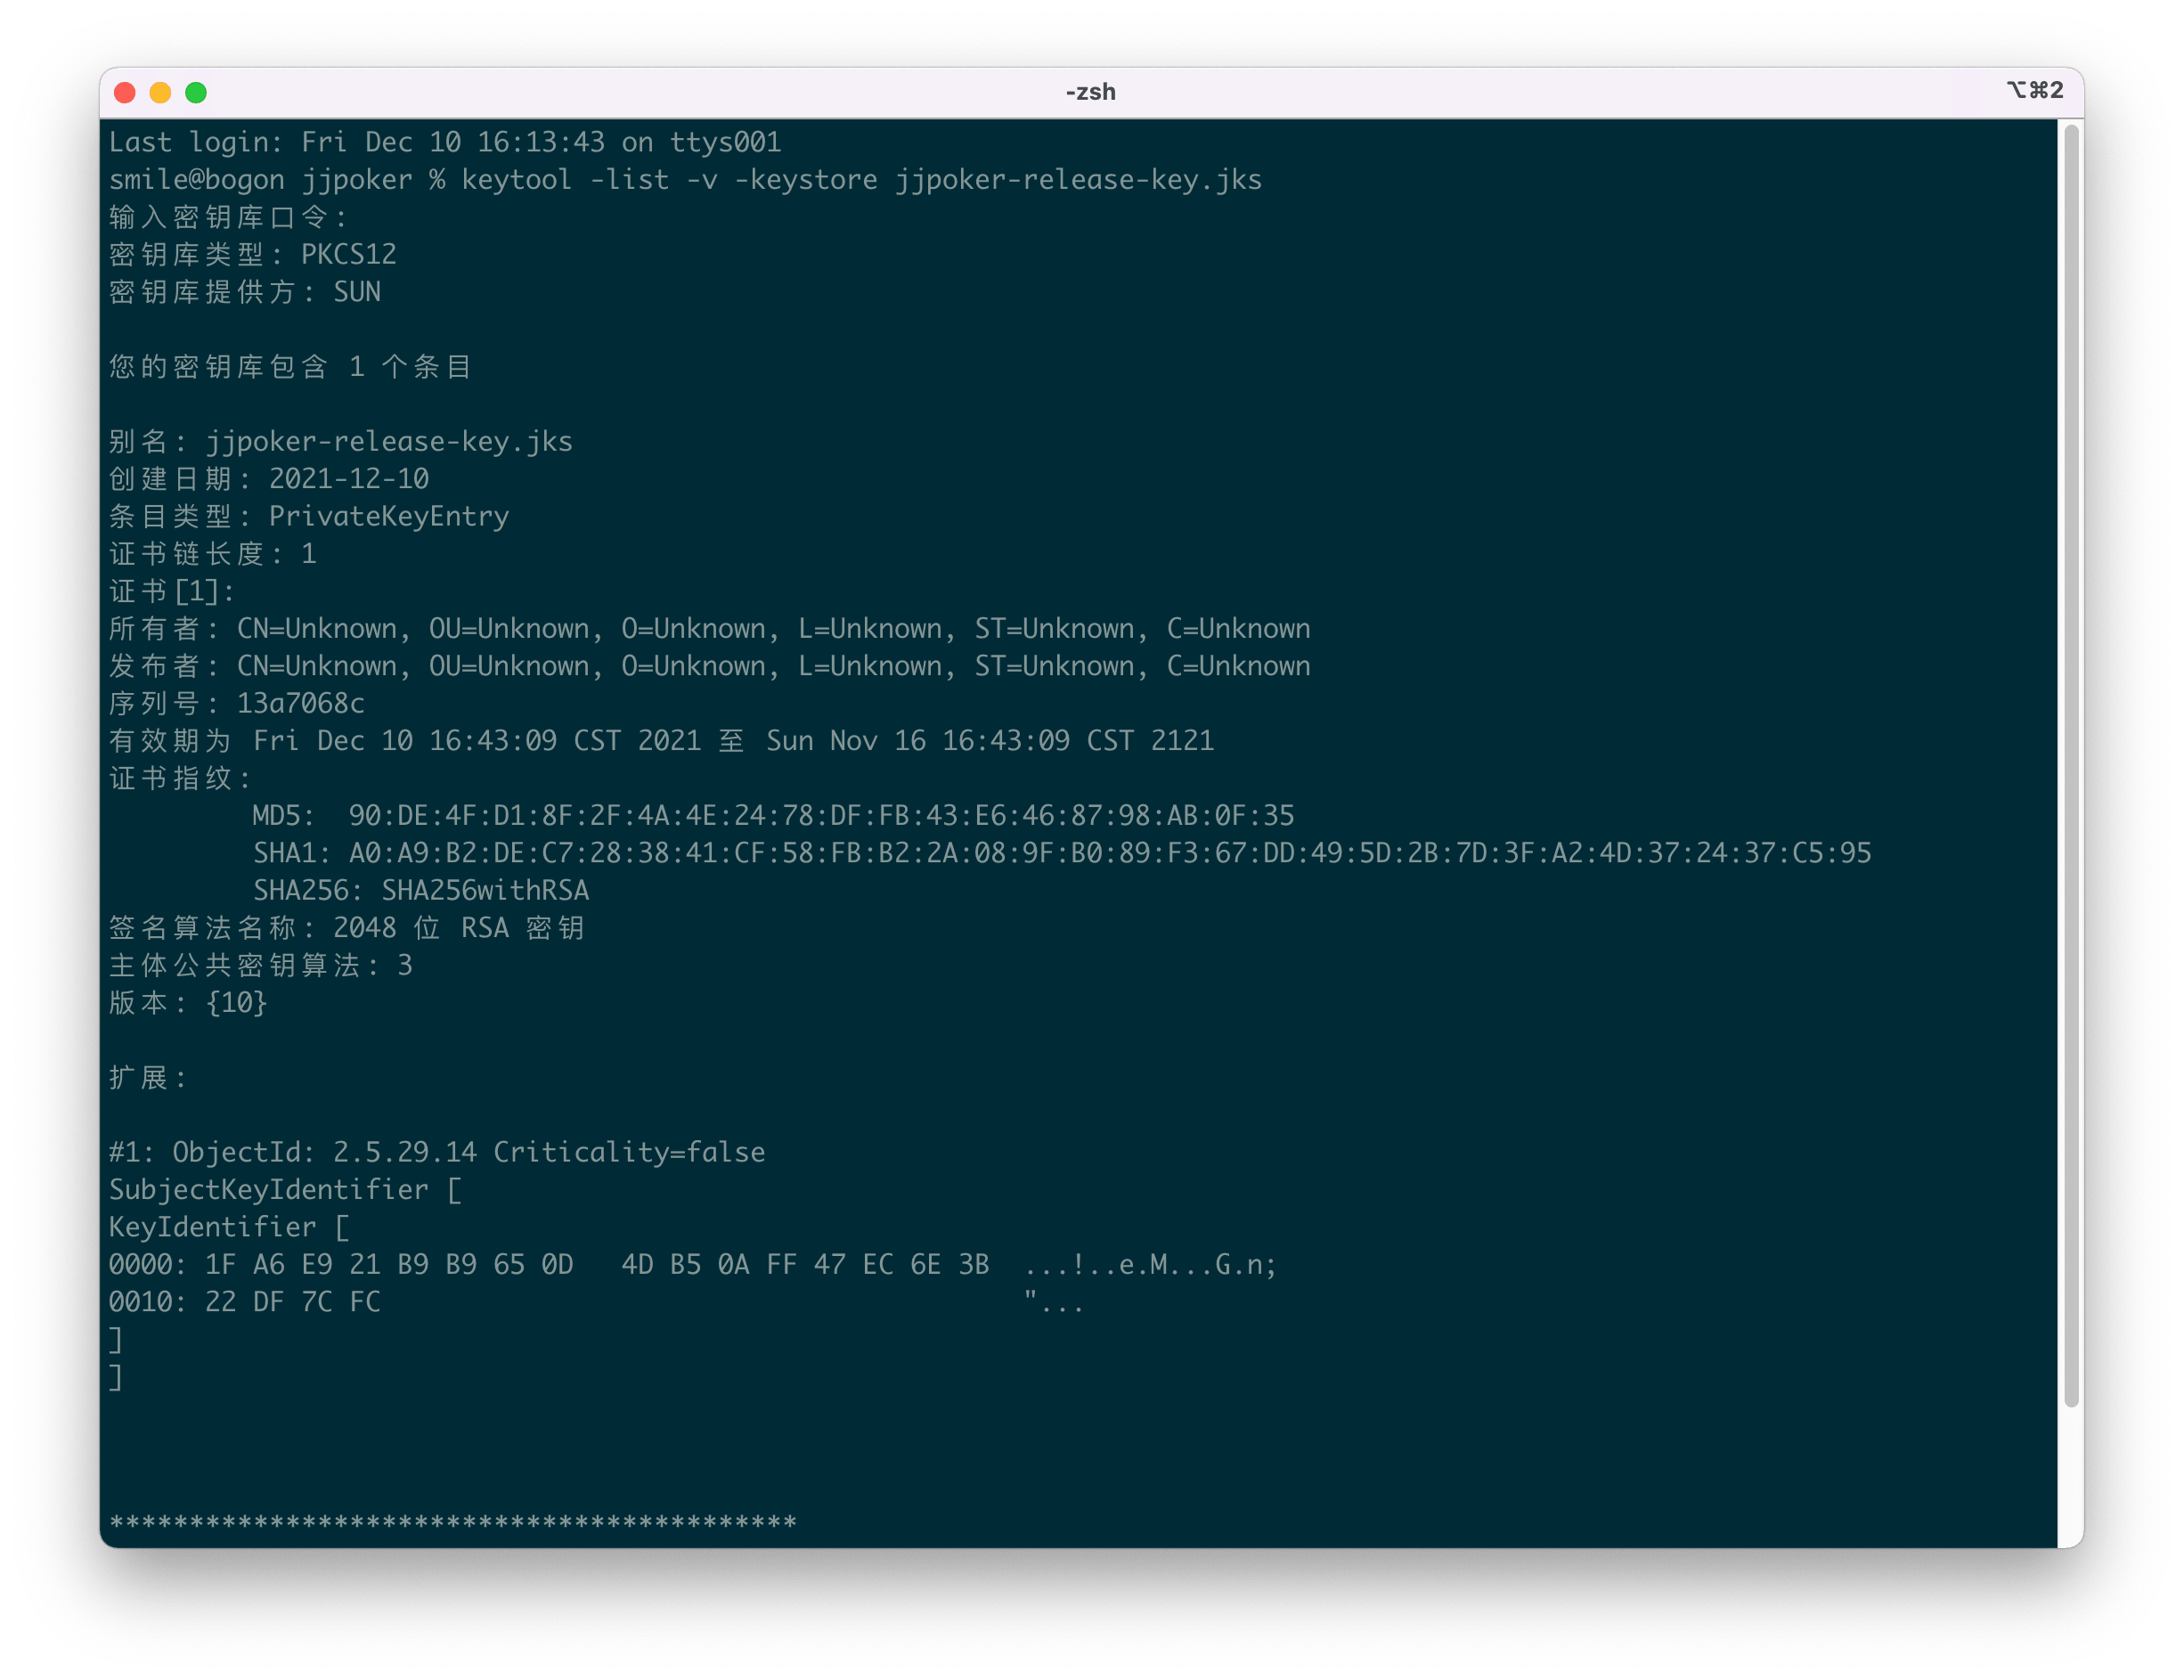 -zsh
⌥⌘2
Last login: Fri Dec 10 16:13:43 on ttys001
smile@bogon jjpoker % keytool -list -v -keystore jjpoker-release-key.jks
输入密钥库口令:
密钥库类型: PKCS12
密钥库提供方: SUN
您的密钥库包含 1 个条目
别名: jjpoker-release-key.jks
创建日期: 2021-12-10
条目类型: PrivateKeyEntry
证书链长度: 1
证书[1]:
所有者: CN=Unknown, OU=Unknown, O=Unknown, L=Unknown, ST=Unknown, C=Unknown
发布者: CN=Unknown, OU=Unknown, O=Unknown, L=Unknown, ST=Unknown, C=Unknown
序列号: 13a7068c
有效期为 Fri Dec 10 16:43:09 CST 2021 至 Sun Nov 16 16:43:09 CST 2121
证书指纹:
MD5:  90:DE:4F:D1:8F:2F:4A:4E:24:78:DF:FB:43:E6:46:87:98:AB:0F:35
SHA1: A0:A9:B2:DE:C7:28:38:41:CF:58:FB:B2:2A:08:9F:B0:89:F3:67:DD:49:5D:2B:7D:3F:A2:4D:37:24:37:C5:95
SHA256: SHA256withRSA
签名算法名称: 2048 位 RSA 密钥
主体公共密钥算法: 3
版本: {10}
扩展:
#1: ObjectId: 2.5.29.14 Criticality=false
SubjectKeyIdentifier [
KeyIdentifier [
0000: 1F A6 E9 21 B9 B9 65 0D   4D B5 0A FF 47 EC 6E 3B  ...!..e.M...G.n;
0010: 22 DF 7C FC                                        "...
]
]
*******************************************